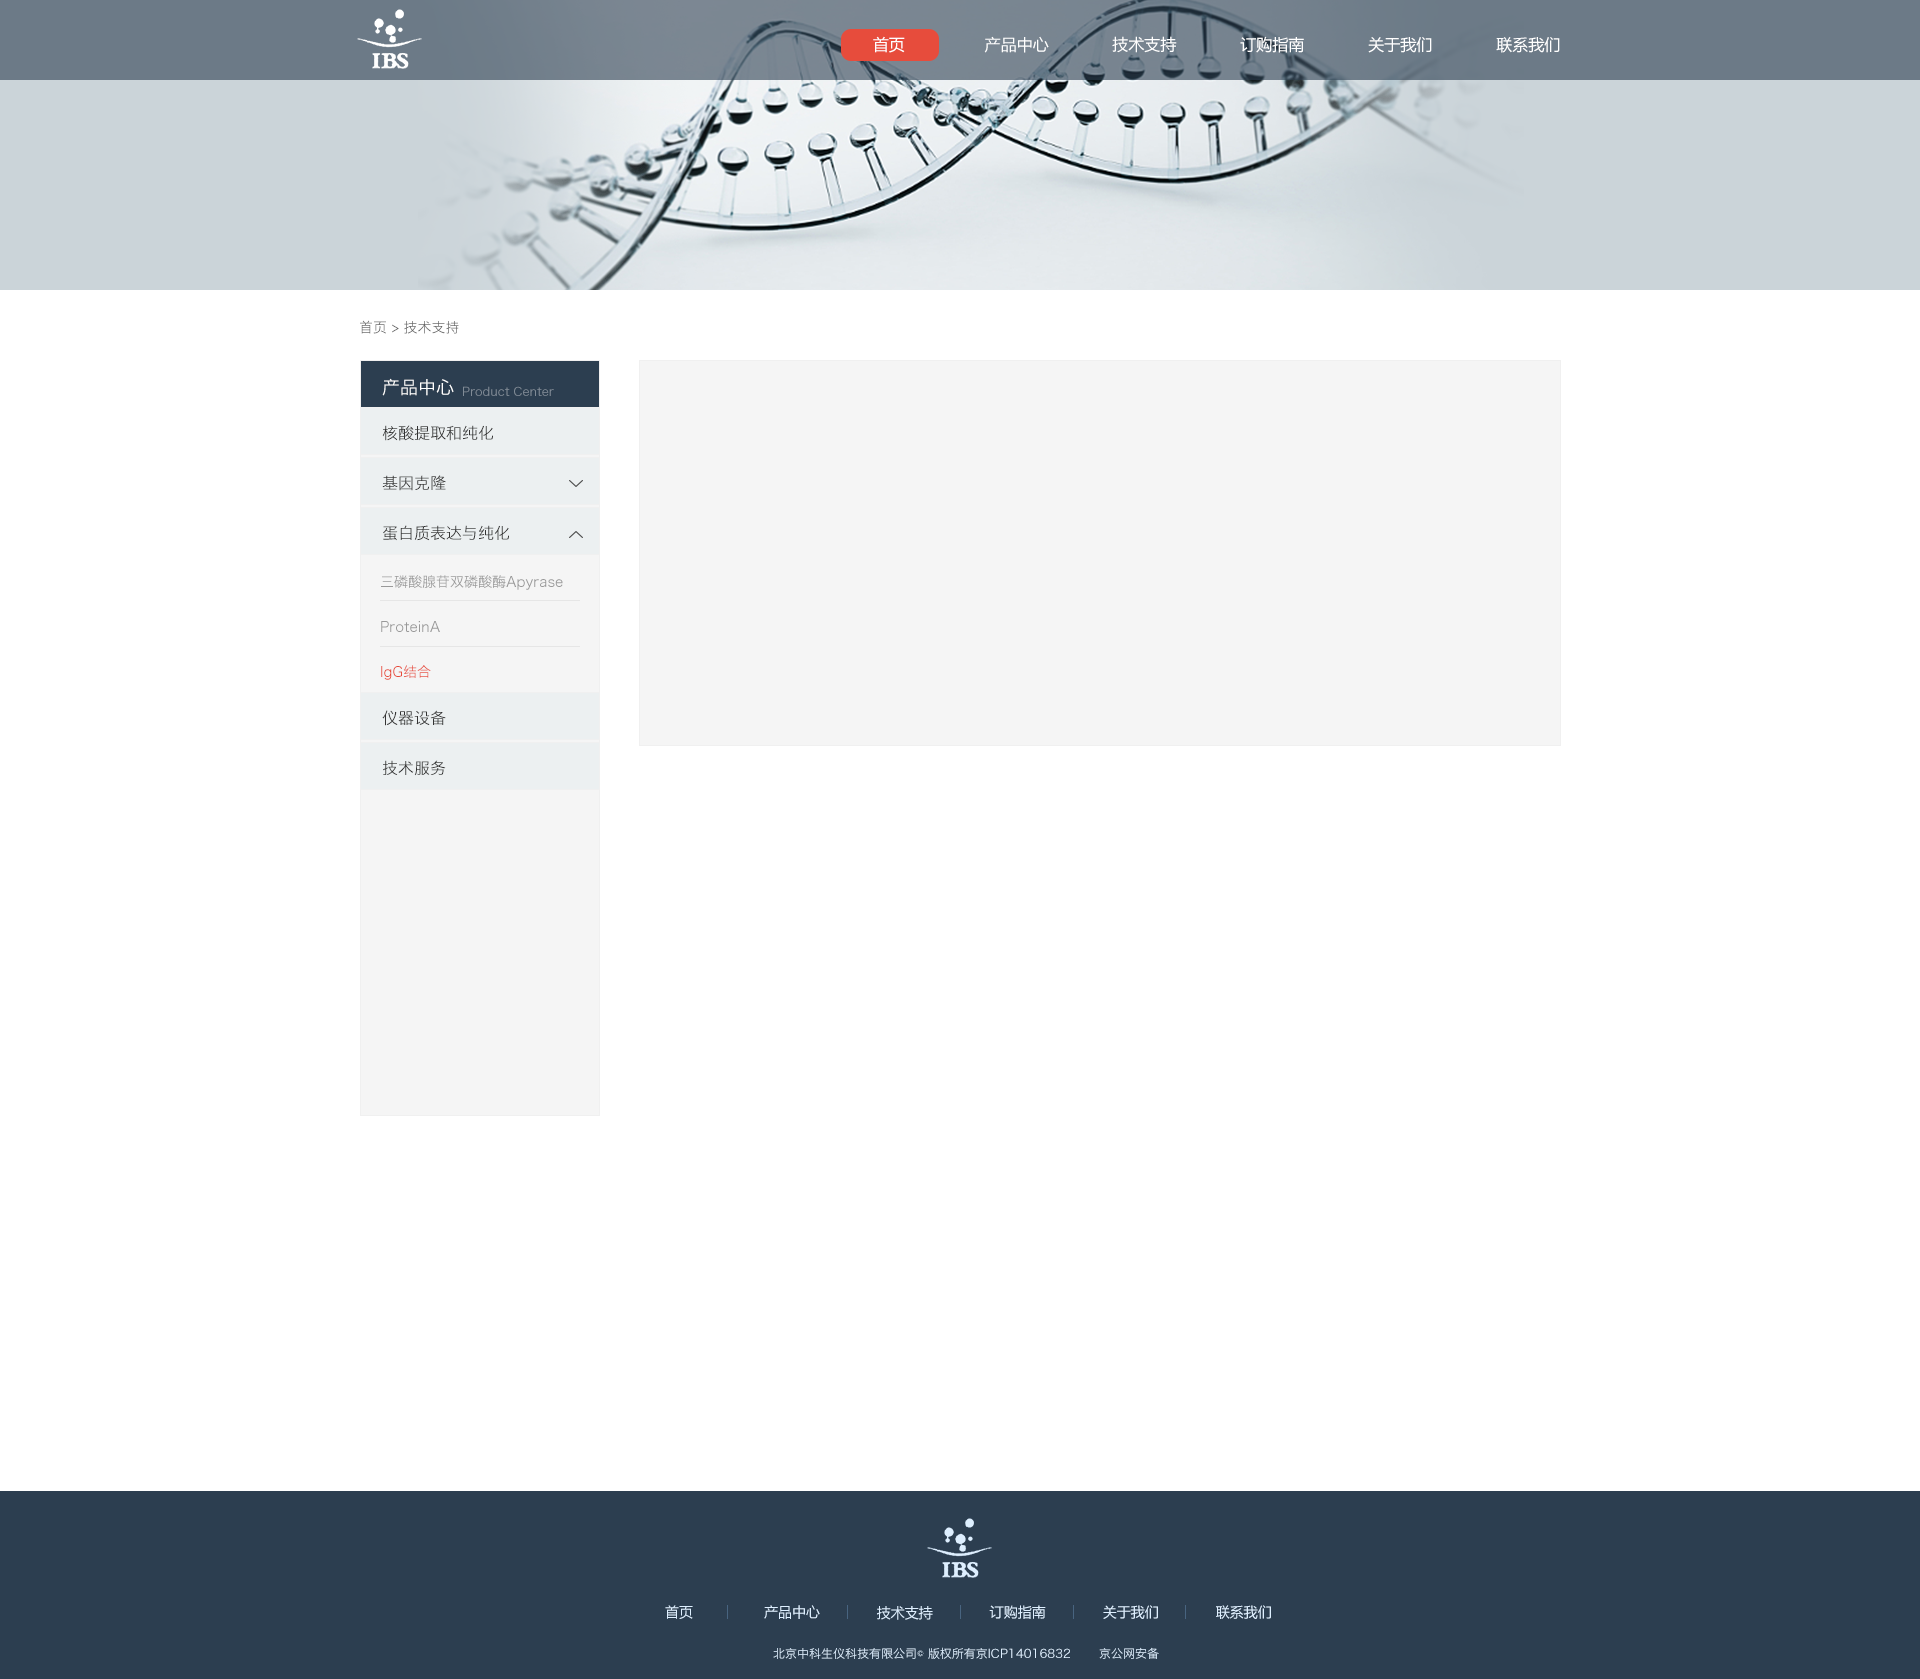 IBS
首页 产品中心 技术支持 订购指南 关于我们 联系我们
首页 > 技术支持
产品中心 Product Center
核酸提取和纯化
基因克隆
蛋白质表达与纯化
三磷酸腺苷双磷酸酶Apyrase
ProteinA
IgG结合
仪器设备
技术服务
IBS
首页 产品中心 技术支持 订购指南 关于我们 联系我们
北京中科生仪科技有限公司© 版权所有京ICP14016832 京公网安备